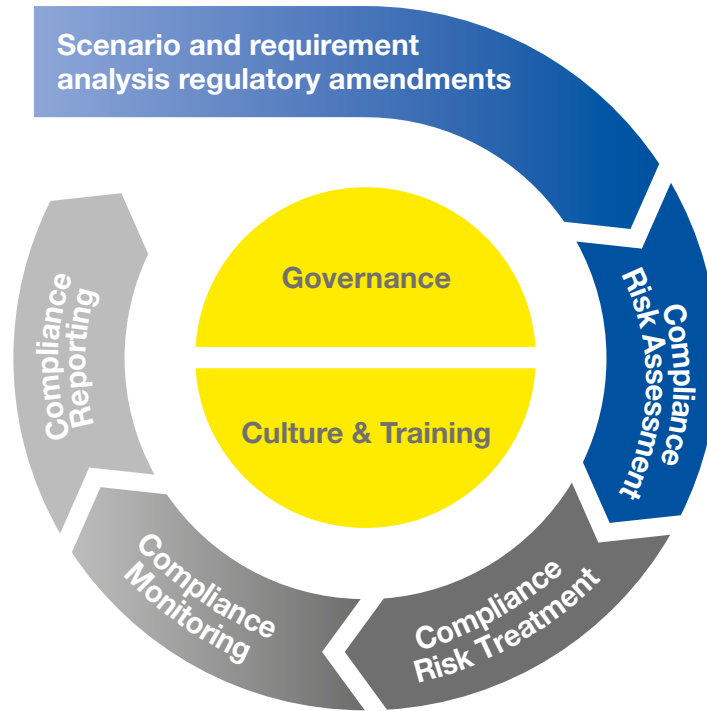 Scenario and requirement
analysis regulatory amendments
Compliance
Risk Assessment
Compliance
Risk Treatment
Compliance
Monitoring
Compliance
Reporting
Governance
Culture & Training